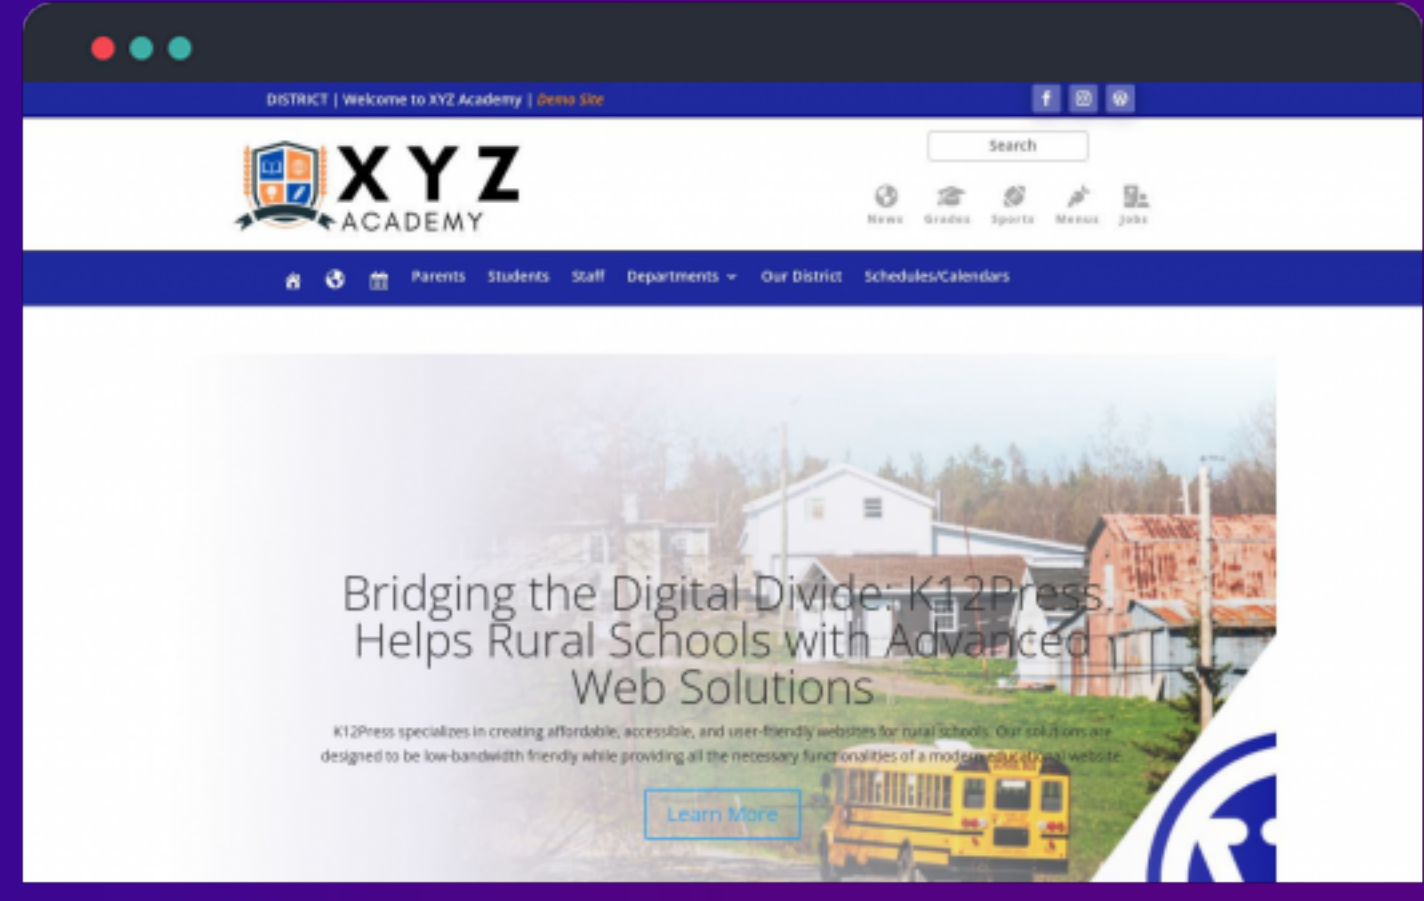 DISTRICT | Welcome to XYZ Academy | Demo Site
XYZ
ACADEMY
Search
News Grades Sports Menus Jobs
Parents Students Staff Departments Our District Schedules/Calendars
Bridging the Digital Divide: K12Press
Helps Rural Schools with Advanced
Web Solutions
K12Press specializes in creating affordable, accessible, and user-friendly websites for rural schools. Our solutions are
designed to be low-bandwidth friendly while providing all the necessary functionalities of a modern educational website.
Learn More